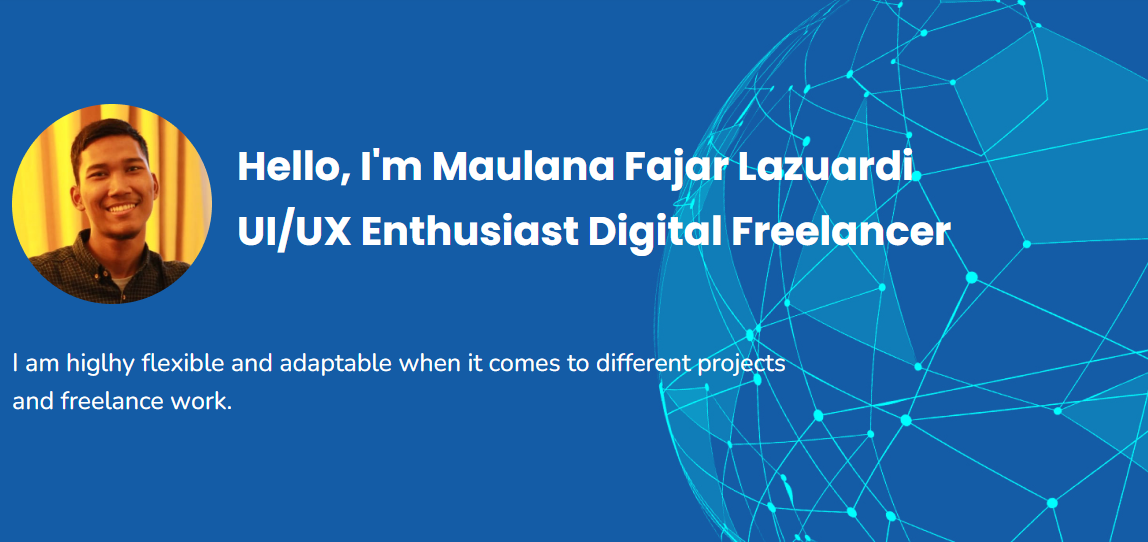 Hello, I'm Maulana Fajar Lazuardi
UI/UX Enthusiast Digital Freelancer
I am higlhy flexible and adaptable when it comes to different projects
and freelance work.